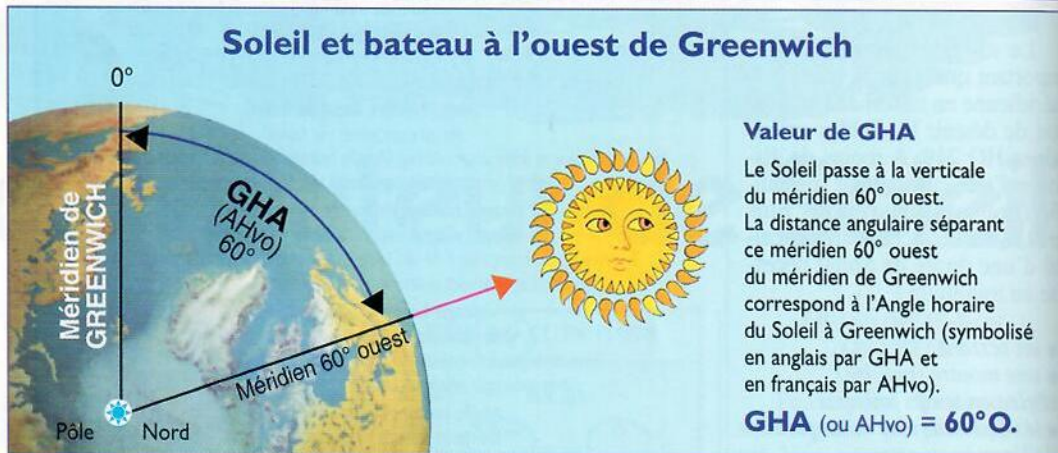 Soleil et bateau à l'ouest de Greenwich
0°
Méridien de
GREENWICH
GHA
(AHvo)
60°
Méridien 60° ouest
Pôle Nord
Valeur de GHA
Le Soleil passe à la verticale
du méridien 60° ouest.
La distance angulaire séparant
ce méridien 60° ouest
du méridien de Greenwich
correspond à l'Angle horaire
du Soleil à Greenwich (symbolisé
en anglais par GHA et
en français par AHvo).
GHA (ou AHvo) = 60°O.